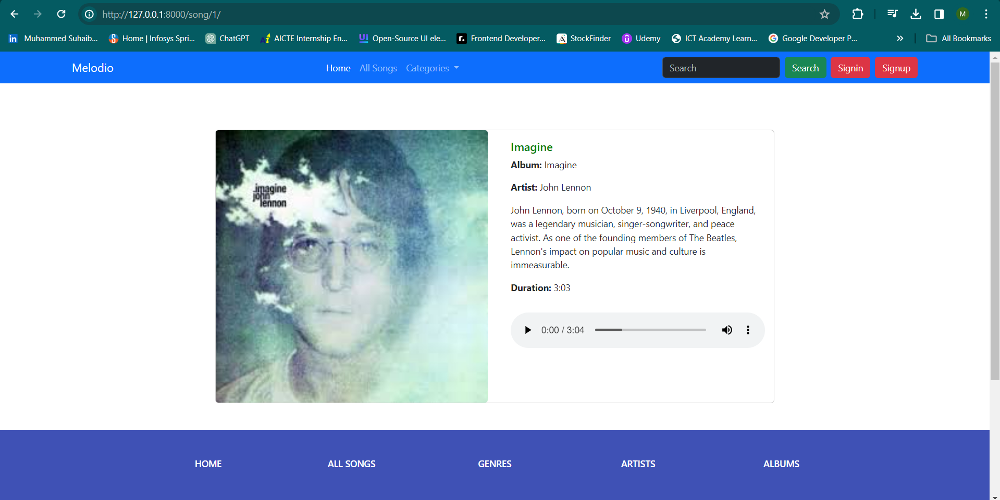 http://127.0.0.1:8000/song/1/
M
Muhammed Suhaib...
Home | Infosys Spri...
ChatGPT
AICTE Internship En...
Open-Source UI ele...
Frontend Developer...
StockFinder
Udemy
ICT Academy Learn...
Google Developer P...
All Bookmarks
Melodio
Home
All Songs
Categories
Search
Search
Signin
Signup
imagine
john
lennon
Imagine
Album: Imagine
Artist: John Lennon
John Lennon, born on October 9, 1940, in Liverpool, England,
was a legendary musician, singer-songwriter, and peace
activist. As one of the founding members of The Beatles,
Lennon's impact on popular music and culture is
immeasurable.
Duration: 3:03
0:00 / 3:04
HOME
ALL SONGS
GENRES
ARTISTS
ALBUMS